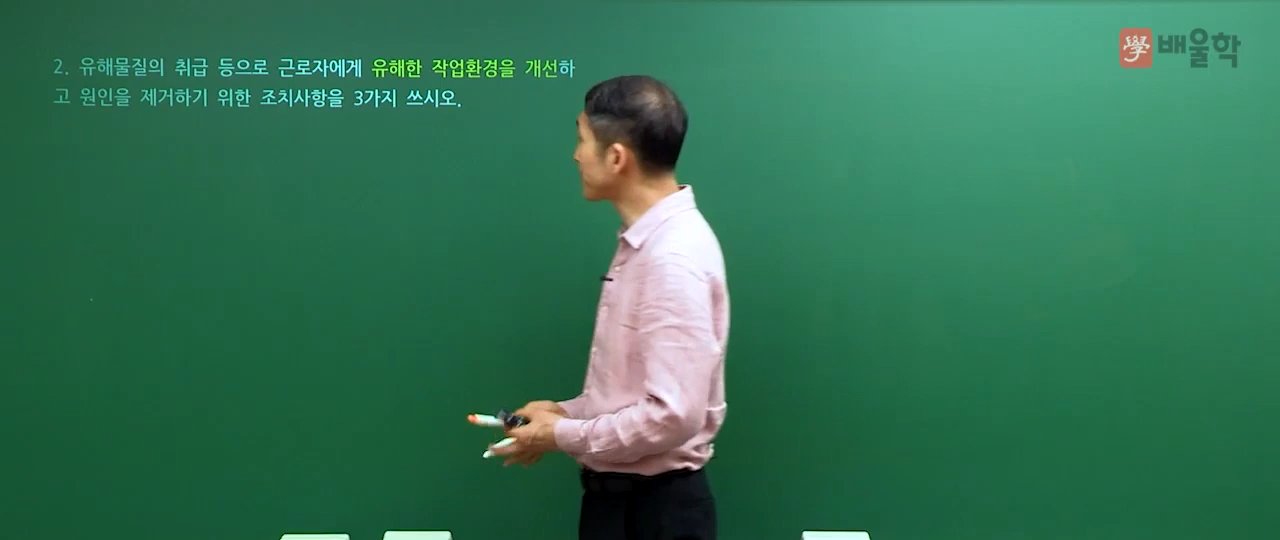 2. 유해물질의 취급 등으로 근로자에게 유해한 작업환경을 개선하
고 원인을 제거하기 위한 조치사항을 3가지 쓰시오.
學 배울학